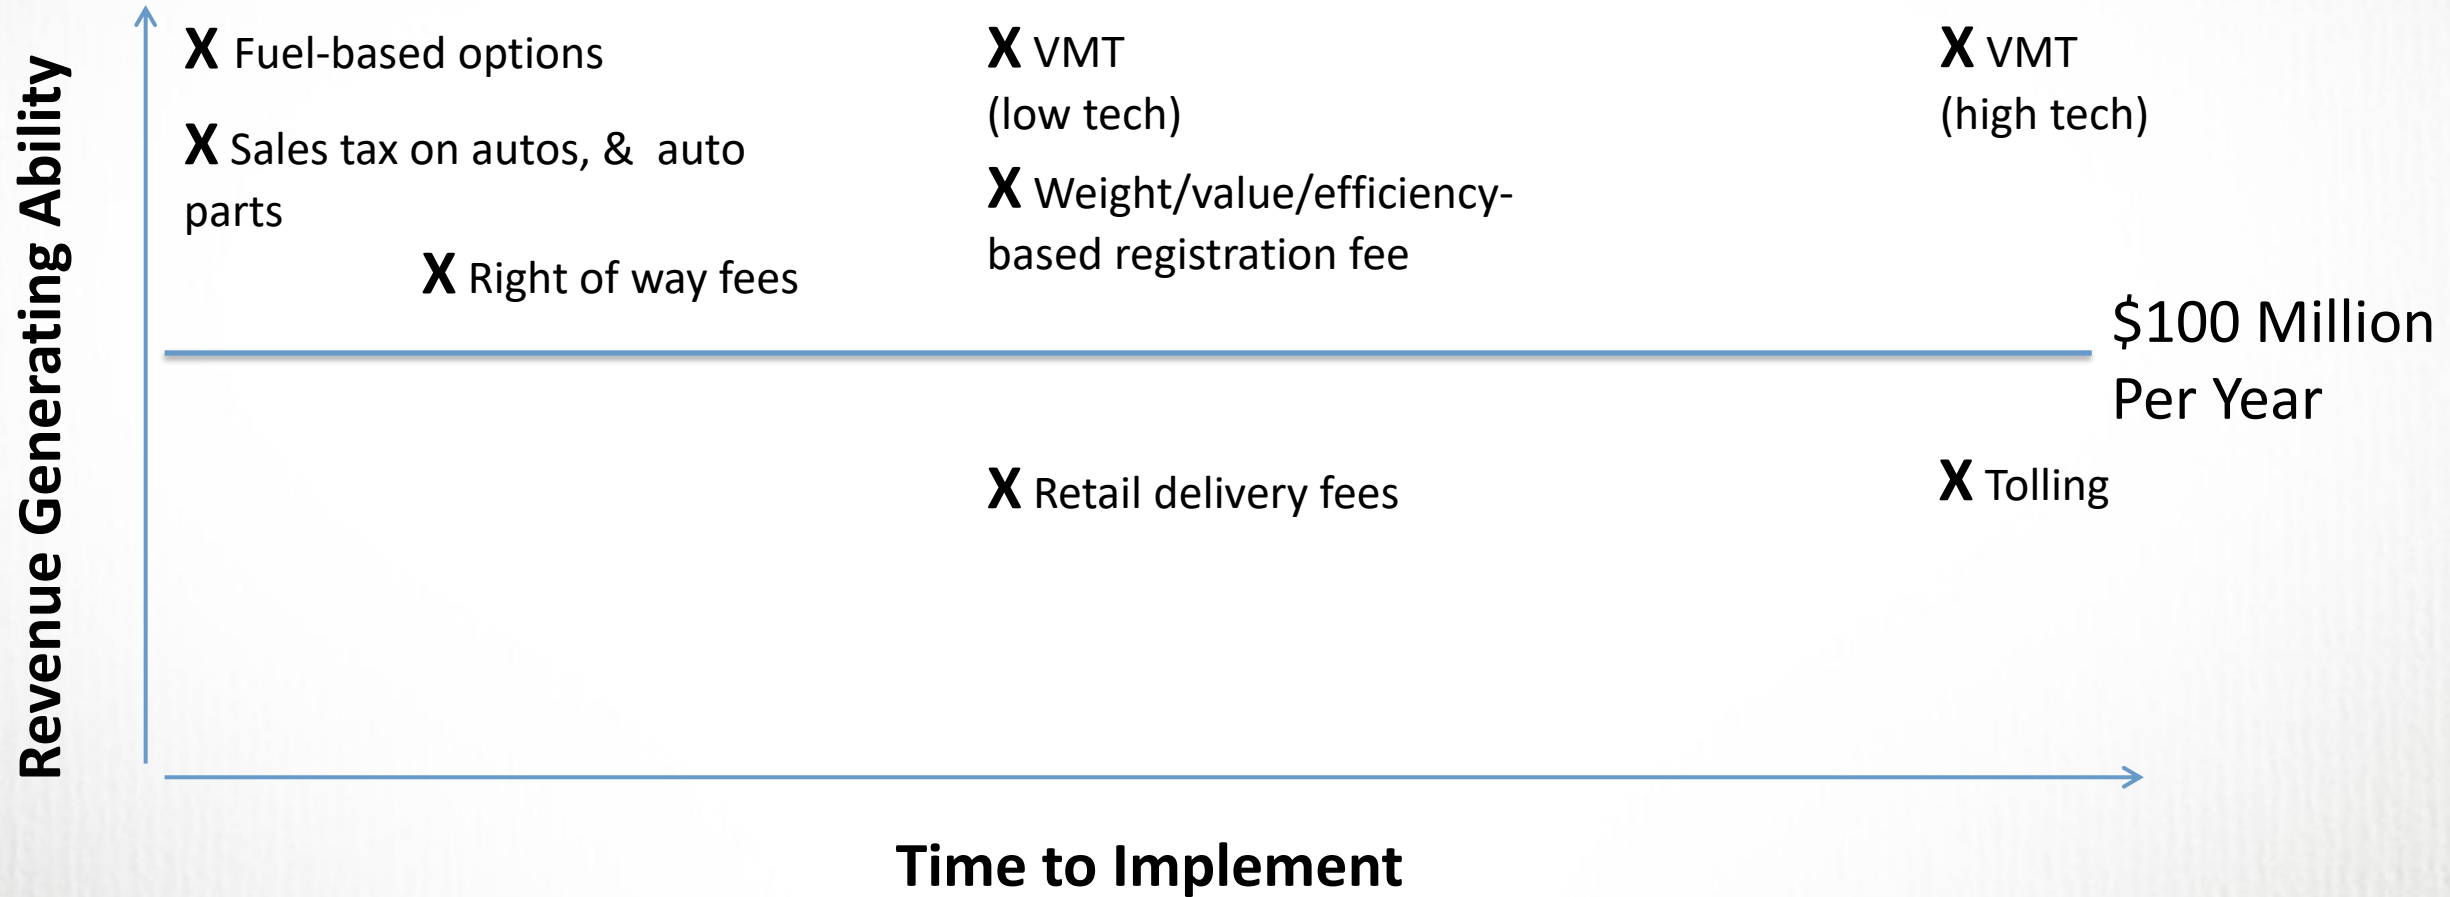 Revenue Generating Ability
X Fuel-based options
X Sales tax on autos, & auto
parts
X Right of way fees
X VMT
(low tech)
X Weight/value/efficiency-
based registration fee
X VMT
(high tech)
$100 Million
Per Year
X Retail delivery fees
X Tolling
Time to Implement